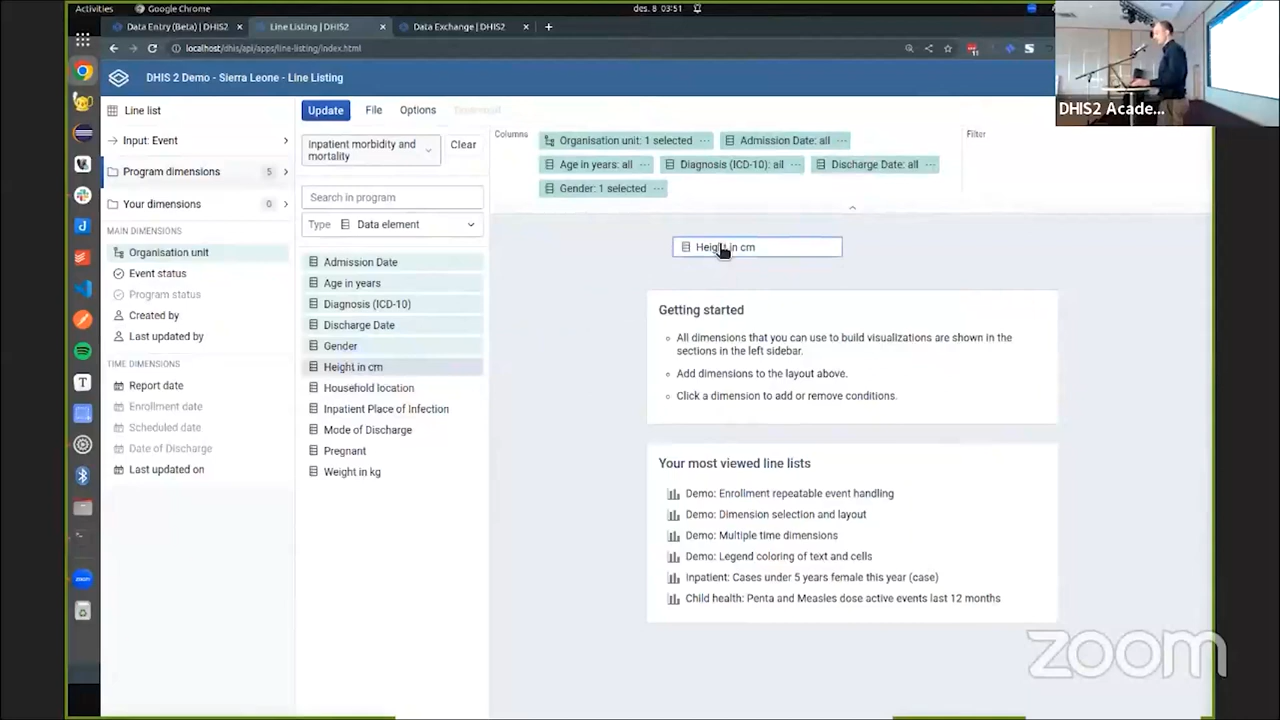 Activities
Google Chrome
des. 8 03:51
Data Entry (Beta) | DHIS2
Line Listing | DHIS2
Data Exchange | DHIS2
localhost/dhis/api/apps/line-listing/index.html
11
DHIS 2 Demo - Sierra Leone - Line Listing
DHIS2 Acade...
Line list
Update
File
Options
Input: Event
Program dimensions
5
Your dimensions
0
MAIN DIMENSIONS
Organisation unit
Event status
Program status
Created by
Last updated by
TIME DIMENSIONS
Report date
Enrollment date
Scheduled date
Date of Discharge
Last updated on
Inpatient morbidity and
mortality
Clear
Search in program
Type
Data element
Admission Date
Age in years
Diagnosis (ICD-10)
Discharge Date
Gender
Height in cm
Household location
Inpatient Place of Infection
Mode of Discharge
Pregnant
Weight in kg
Columns
Organisation unit: 1 selected
Admission Date: all
Age in years: all
Diagnosis (ICD-10): all
Discharge Date: all
Gender: 1 selected
Filter
Height in cm
Getting started
All dimensions that you can use to build visualizations are shown in the
sections in the left sidebar.
Add dimensions to the layout above.
Click a dimension to add or remove conditions.
Your most viewed line lists
Demo: Enrollment repeatable event handling
Demo: Dimension selection and layout
Demo: Multiple time dimensions
Demo: Legend coloring of text and cells
Inpatient: Cases under 5 years female this year (case)
Child health: Penta and Measles dose active events last 12 months
zoom